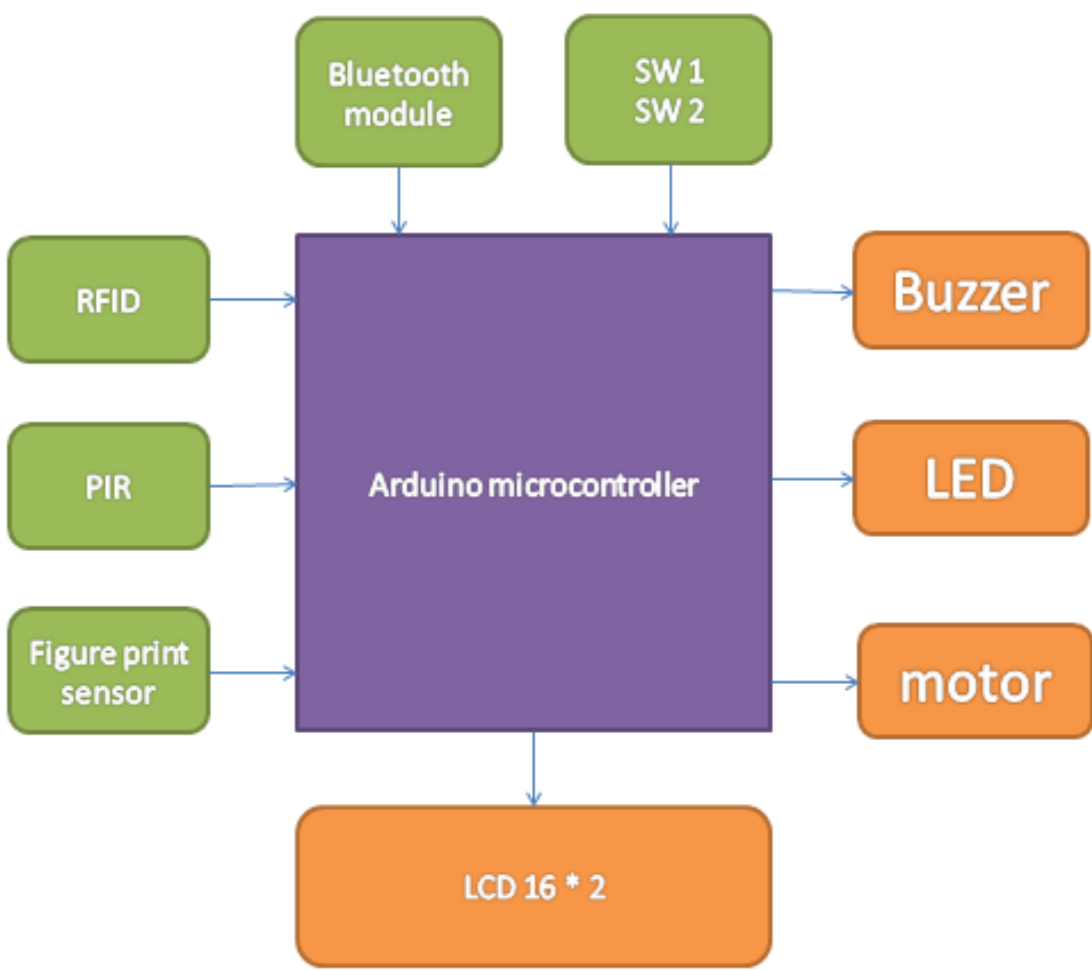 Bluetooth
module
SW 1
SW 2
RFID
Buzzer
PIR
Arduino microcontroller
LED
Figure print
sensor
motor
LCD 16 * 2